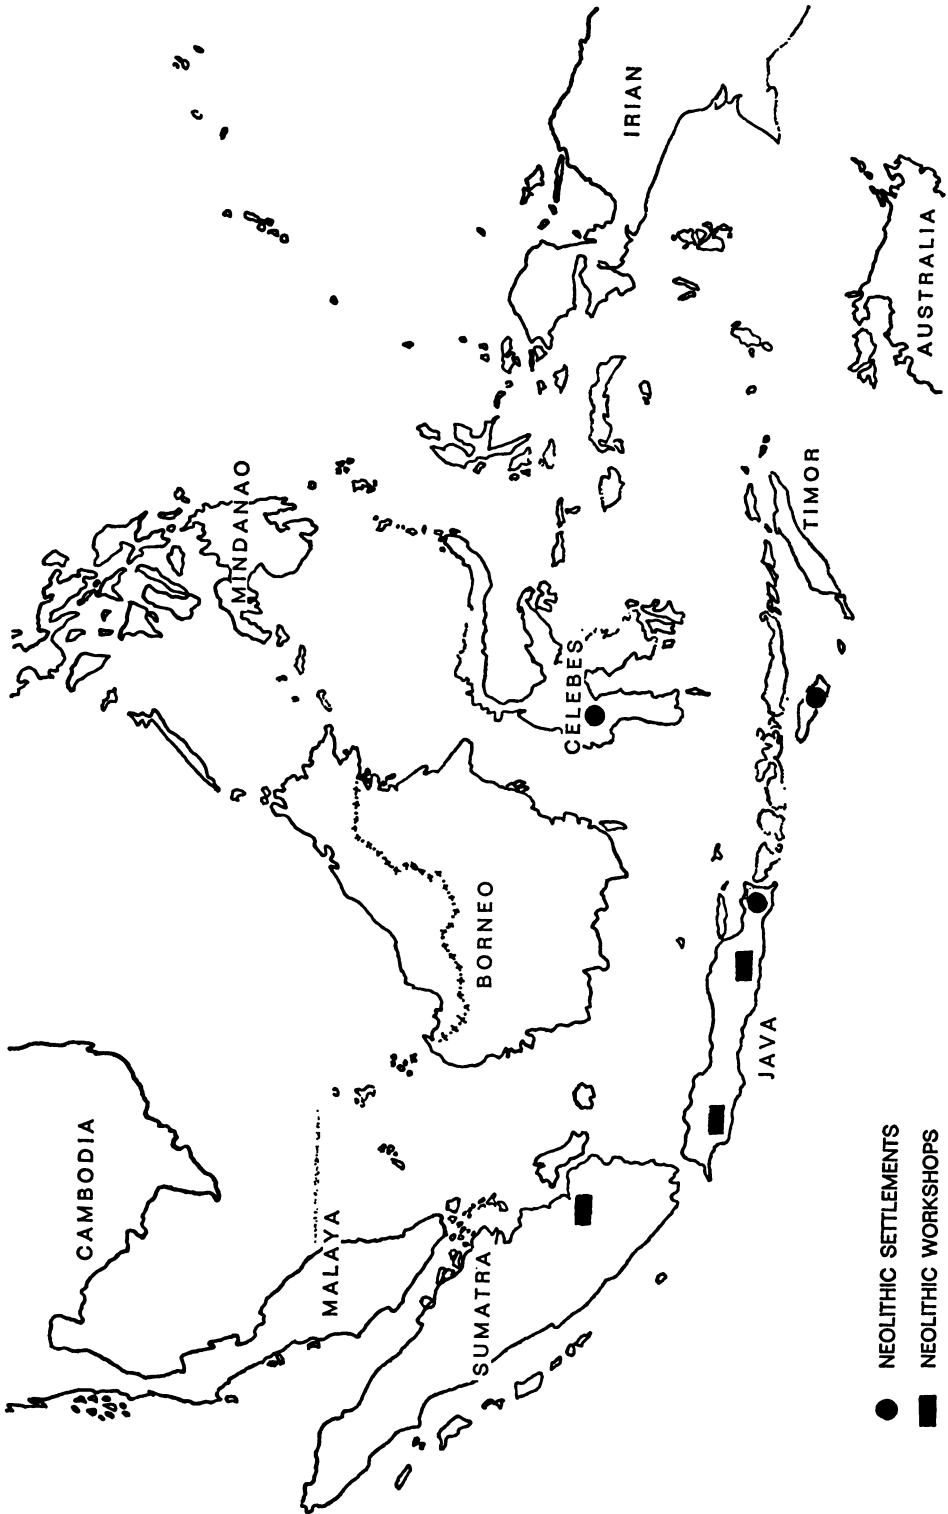 CAMBODIA
MALAYA
SUMATRA
BORNEO
JAVA
CELEBES
MINDANAO
TIMOR
IRIAN
AUSTRALIA
NEOLITHIC SETTLEMENTS
NEOLITHIC WORKSHOPS